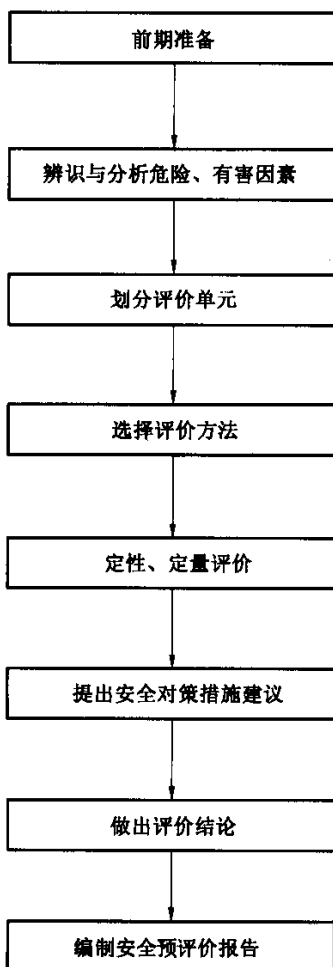 前期准备
辨识与分析危险、有害因素
划分评价单元
选择评价方法
定性、定量评价
提出安全对策措施建议
做出评价结论
编制安全预评价报告